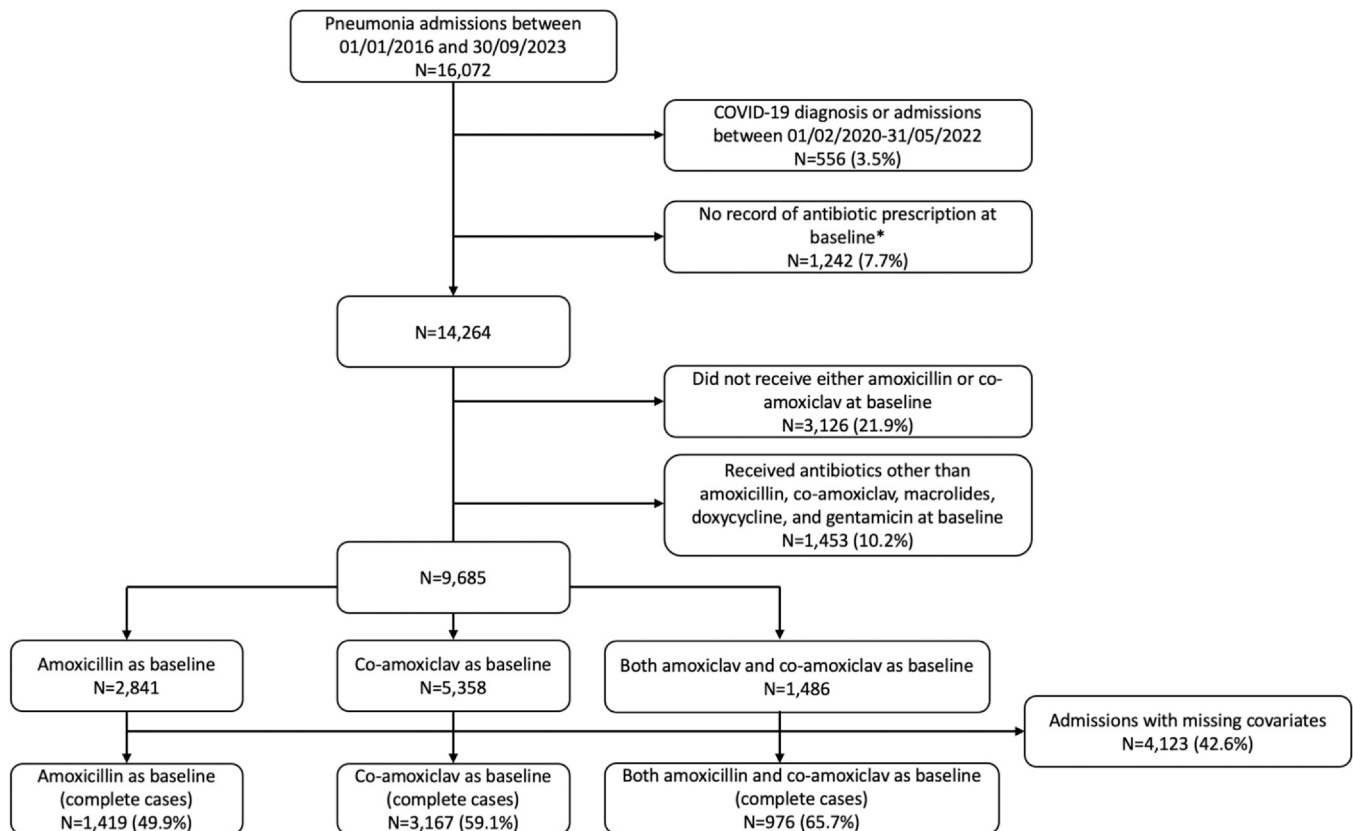 Pneumonia admissions between
01/01/2016 and 30/09/2023
N=16,072
COVID-19 diagnosis or admissions
between 01/02/2020-31/05/2022
N=556 (3.5%)
No record of antibiotic prescription at
baseline*
N=1,242 (7.7%)
N=14,264
Did not receive either amoxicillin or co-
amoxiclav at baseline
N=3,126 (21.9%)
Received antibiotics other than
amoxicillin, co-amoxiclav, macrolides,
doxycycline, and gentamicin at baseline
N=1,453 (10.2%)
N=9,685
Amoxicillin as baseline
N=2,841
Co-amoxiclav as baseline
N=5,358
Both amoxiclav and co-amoxiclav as baseline
N=1,486
Admissions with missing covariates
N=4,123 (42.6%)
Amoxicillin as baseline
(complete cases)
N=1,419 (49.9%)
Co-amoxiclav as baseline
(complete cases)
N=3,167 (59.1%)
Both amoxicillin and co-amoxiclav as baseline
(complete cases)
N=976 (65.7%)